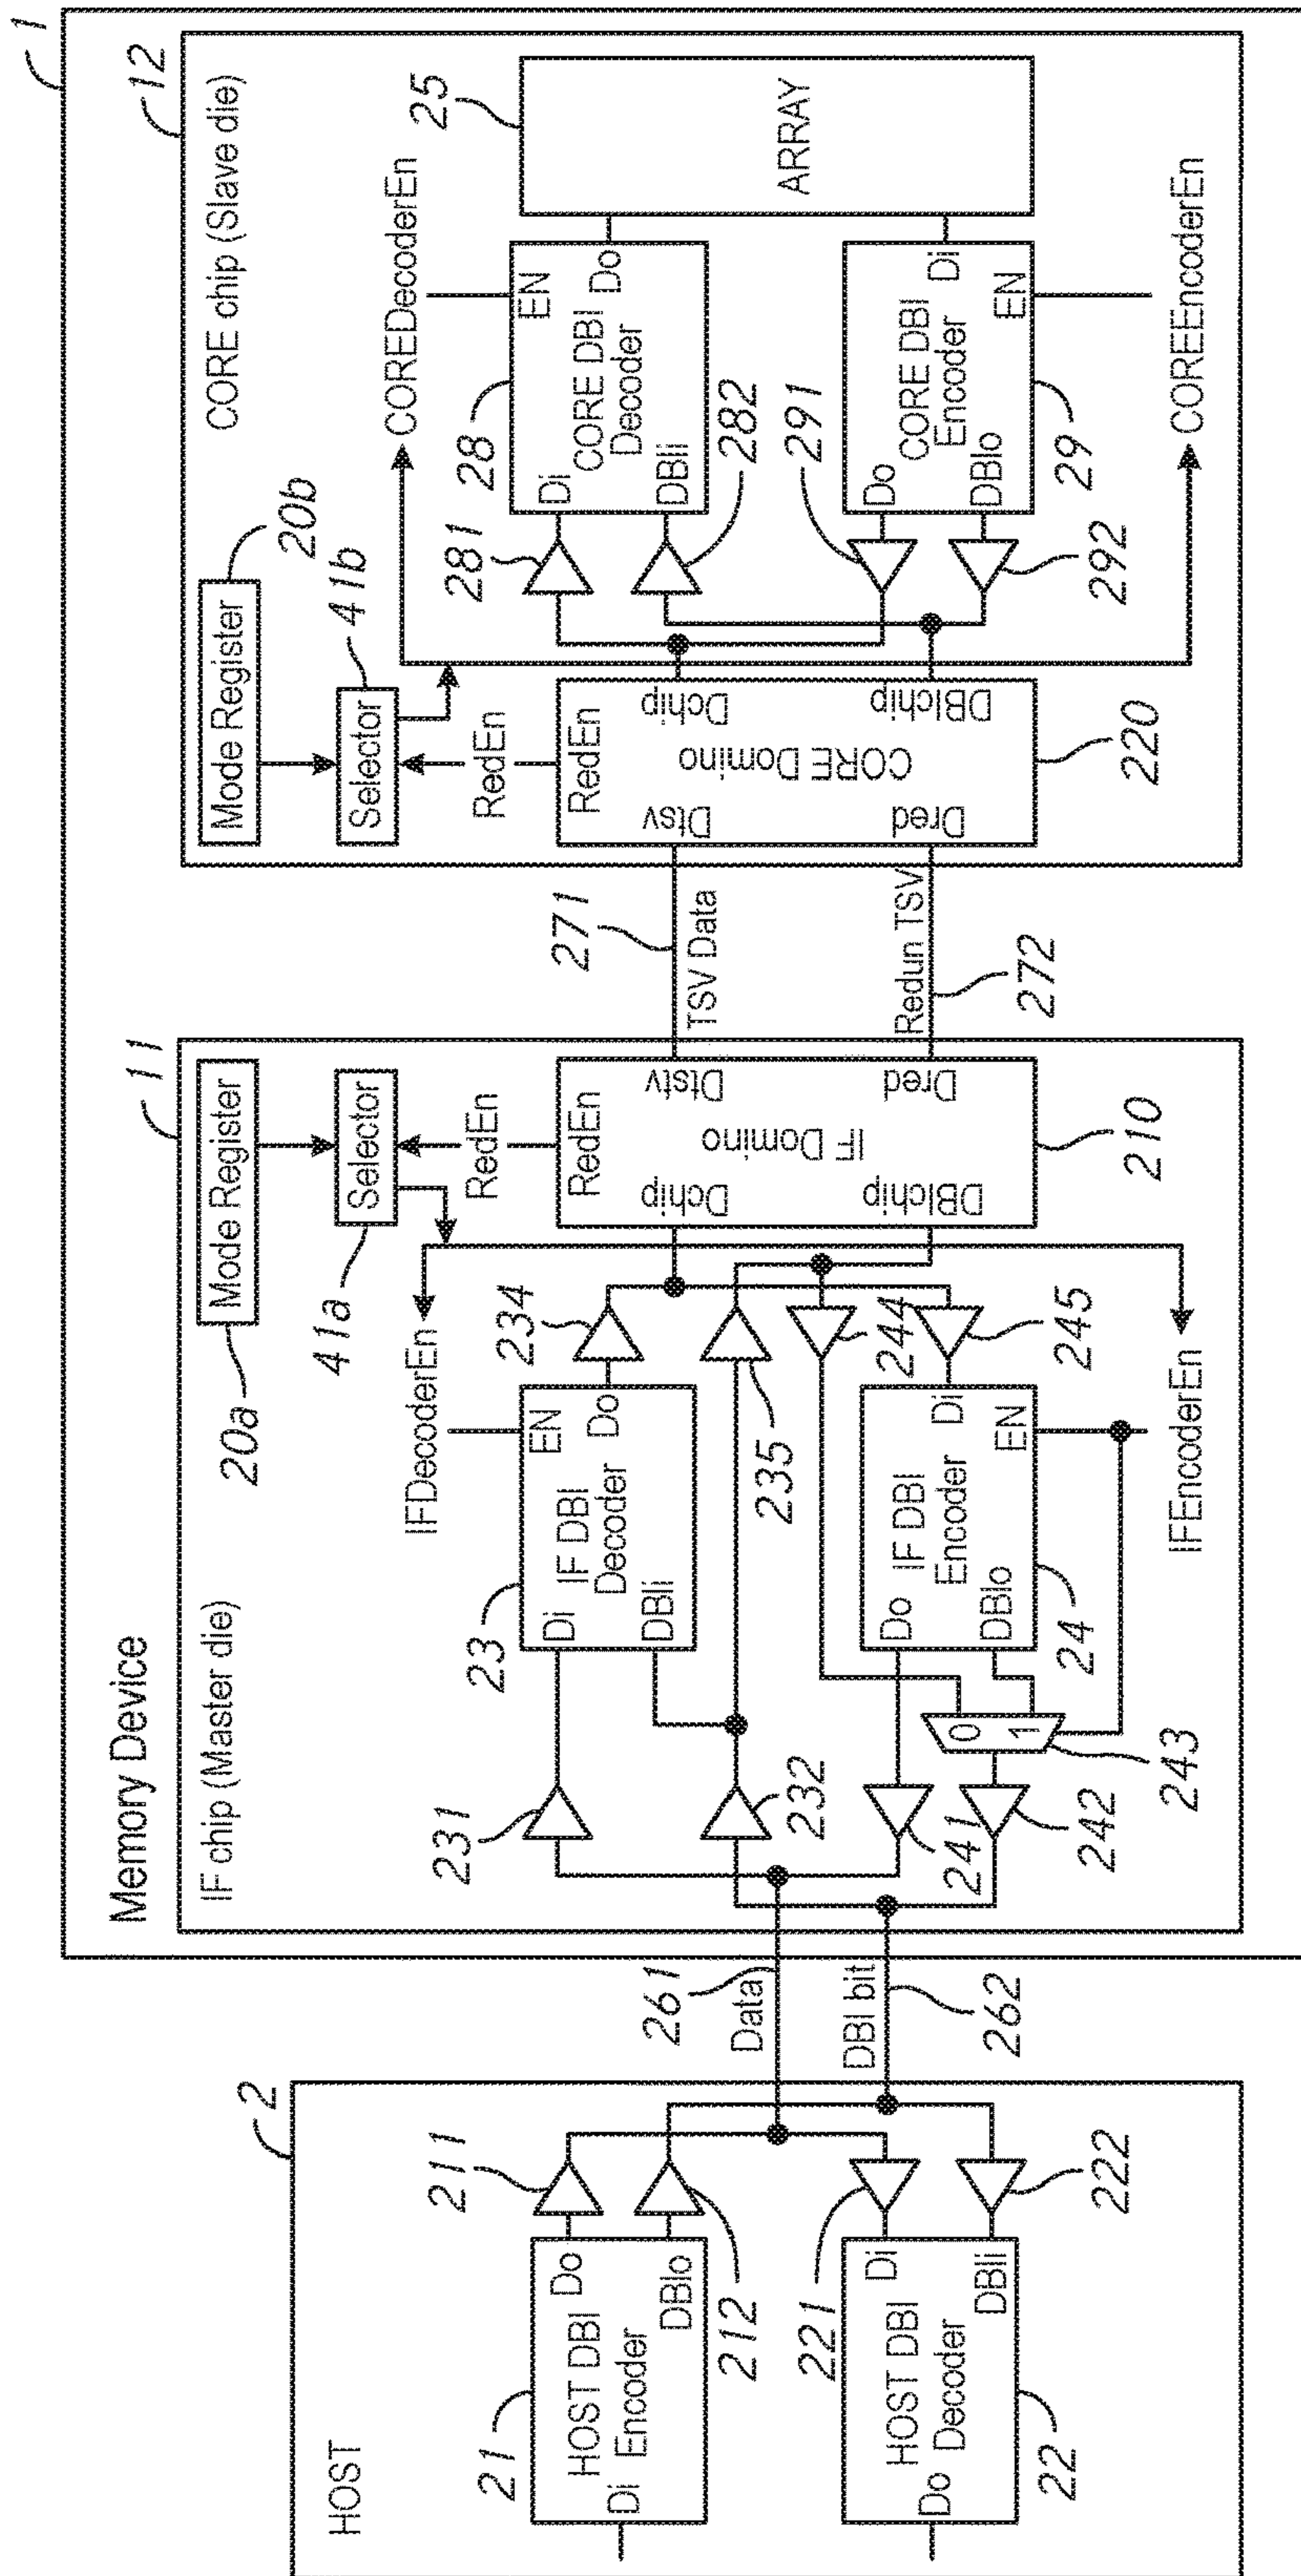 1
Memory Device
11
IF chip (Master die)
Mode Register
20a
Selector
41a
RedEn
IFDecoderEn
23
EN
Di
IF DBI
Decoder
Do
DBIi
231
232
234
235
RedEn
Dchip
Dtstv
IF Domino
DBIchip
Dred
210
244
245
Do
IF DBI
Encoder
Di
DBIo
EN
24
0
1
241
242
243
IFEncoderEn
271
TSV Data
Redun TSV
272
12
CORE chip (Slave die)
Mode Register
20b
Selector
41b
RedEn
COREDecoderEn
28
EN
Di
CORE DBI
Decoder
Do
DBIi
281
282
25
ARRAY
RedEn
Dtsv
Dchip
CORE Domino
Dred
DBIchip
220
291
292
Do
CORE DBI
Encoder
Di
DBIo
EN
29
COREEncoderEn
2
HOST
21
Di
HOST DBI
Encoder
Do
DBIo
211
212
22
Do
HOST DBI
Decoder
Di
DBIi
221
222
261
Data
DBI bit
262